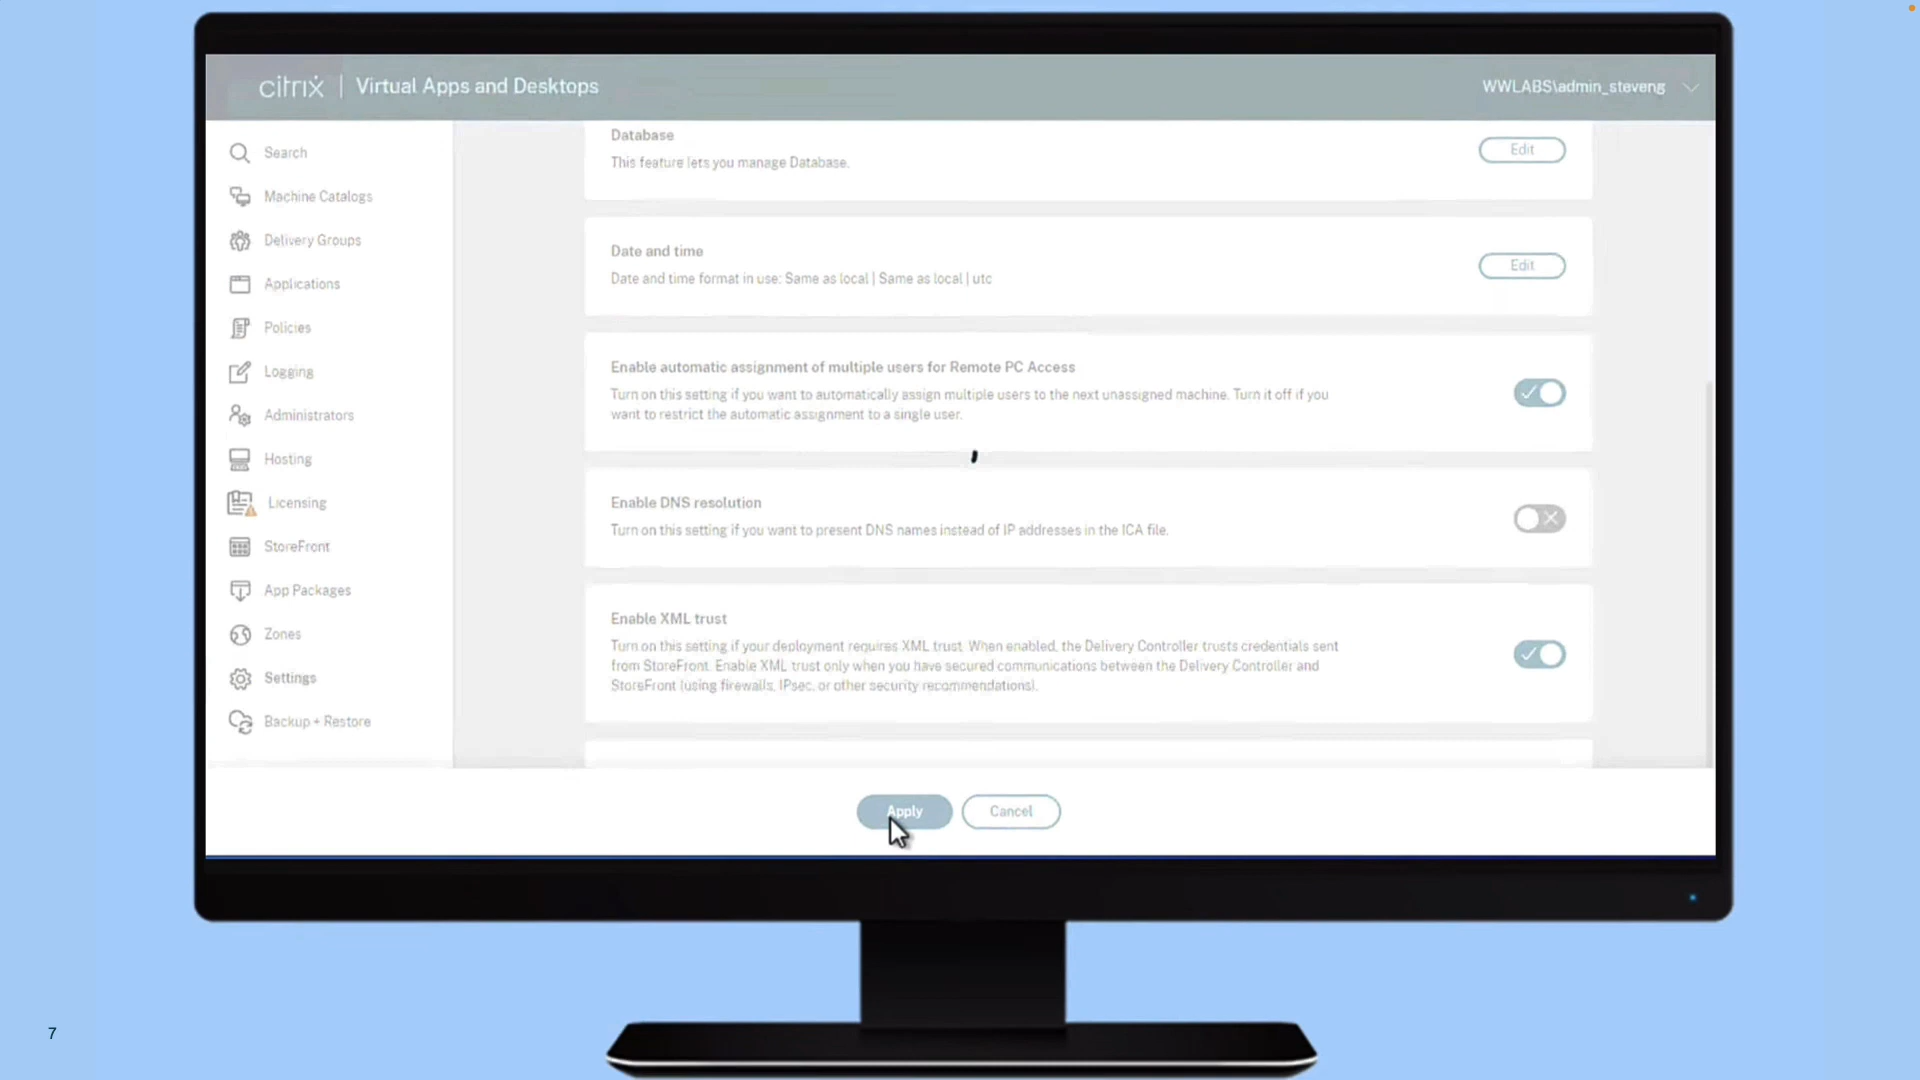 citrix | Virtual Apps and Desktops
WWLABS\admin_steveng
Search
Machine Catalogs
Delivery Groups
Applications
Policies
Logging
Administrators
Hosting
Licensing
StoreFront
App Packages
Zones
Settings
Backup + Restore
Database
This feature lets you manage Database.
Edit
Date and time
Date and time format in use: Same as local | Same as local | utc
Edit
Enable automatic assignment of multiple users for Remote PC Access
Turn on this setting if you want to automatically assign multiple users to the next unassigned machine. Turn it off if you
want to restrict the automatic assignment to a single user.
Enable DNS resolution
Turn on this setting if you want to present DNS names instead of IP addresses in the ICA file.
Enable XML trust
Turn on this setting if your deployment requires XML trust. When enabled, the Delivery Controller trusts credentials sent
from StoreFront. Enable XML trust only when you have secured communications between the Delivery Controller and
StoreFront (using firewalls, IPsec, or other security recommendations).
Apply
Cancel
7